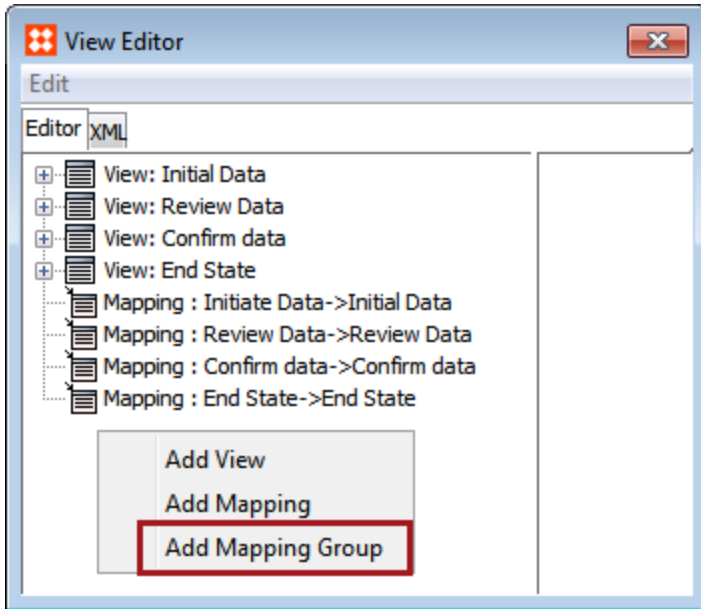 View Editor
Edit
Editor XML
View: Initial Data
View: Review Data
View: Confirm data
View: End State
Mapping : Initiate Data->Initial Data
Mapping : Review Data->Review Data
Mapping : Confirm data->Confirm data
Mapping : End State->End State
Add View
Add Mapping
Add Mapping Group